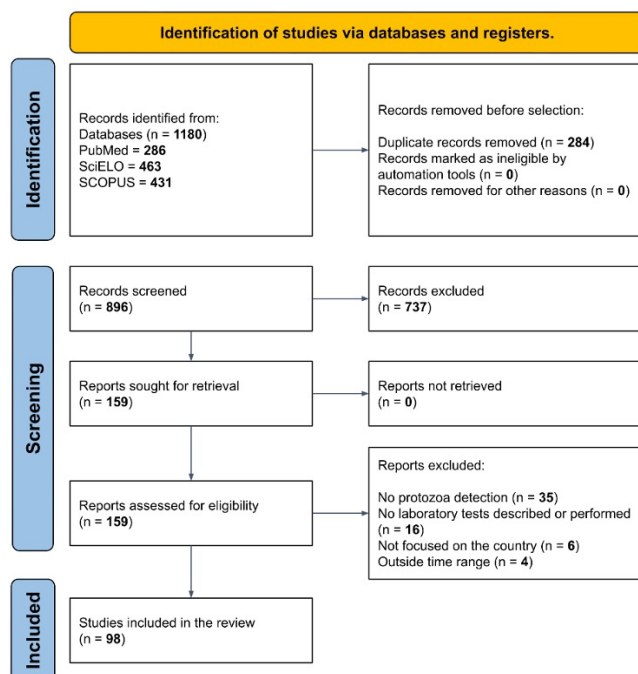 Identification of studies via databases and registers.
Identification
Records identified from:
Databases (n = 1180)
PubMed = 286
SciELO = 463
SCOPUS = 431
Records removed before selection:
Duplicate records removed (n = 284)
Records marked as ineligible by
automation tools (n = 0)
Records removed for other reasons (n = 0)
Screening
Records screened
(n = 896)
Records excluded
(n = 737)
Reports sought for retrieval
(n = 159)
Reports not retrieved
(n = 0)
Reports assessed for eligibility
(n = 159)
Reports excluded:
No protozoa detection (n = 35)
No laboratory tests described or performed
(n = 16)
Not focused on the country (n = 6)
Outside time range (n = 4)
Included
Studies included in the review
(n = 98)